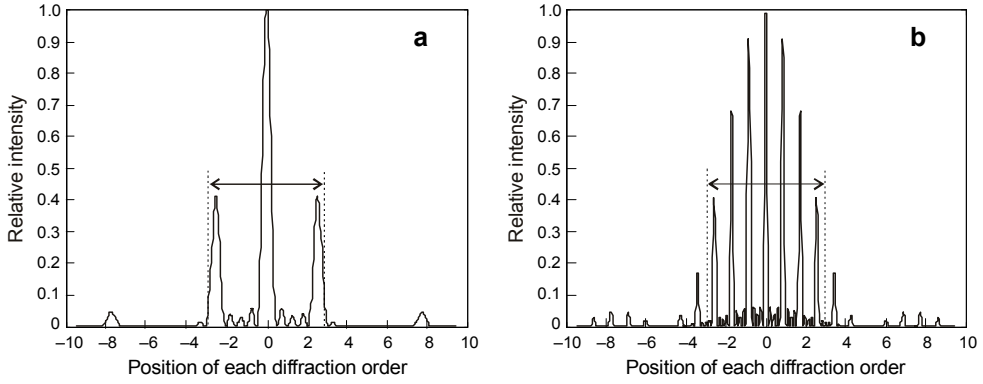 a
1.0
0.9
0.8
0.7
0.6
0.5
0.4
0.3
0.2
0.1
0
Relative intensity
–10 –8 –6 –4 –2 0 2 4 6 8 10
Position of each diffraction order
b
1.0
0.9
0.8
0.7
0.6
0.5
0.4
0.3
0.2
0.1
0
Relative intensity
–10 –8 –6 –4 –2 0 2 4 6 8 10
Position of each diffraction order